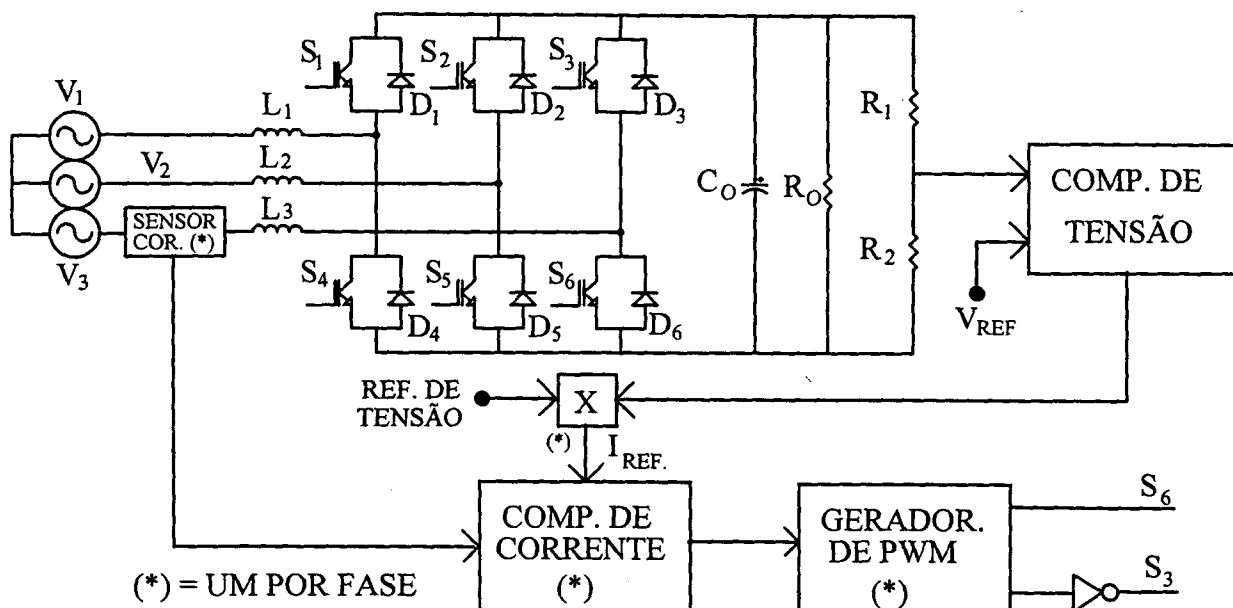 S1
S2
S3
D1
D2
D3
V1
V2
V3
L1
L2
L3
SENSOR
COR. (*)
S4
S5
S6
D4
D5
D6
CO
RO
R1
R2
COMP. DE
TENSÃO
VREF
REF. DE
TENSÃO
X
(*)
IREF.
COMP. DE
CORRENTE
(*)
GERADOR.
DE PWM
(*)
S6
S3
(*) = UM POR FASE